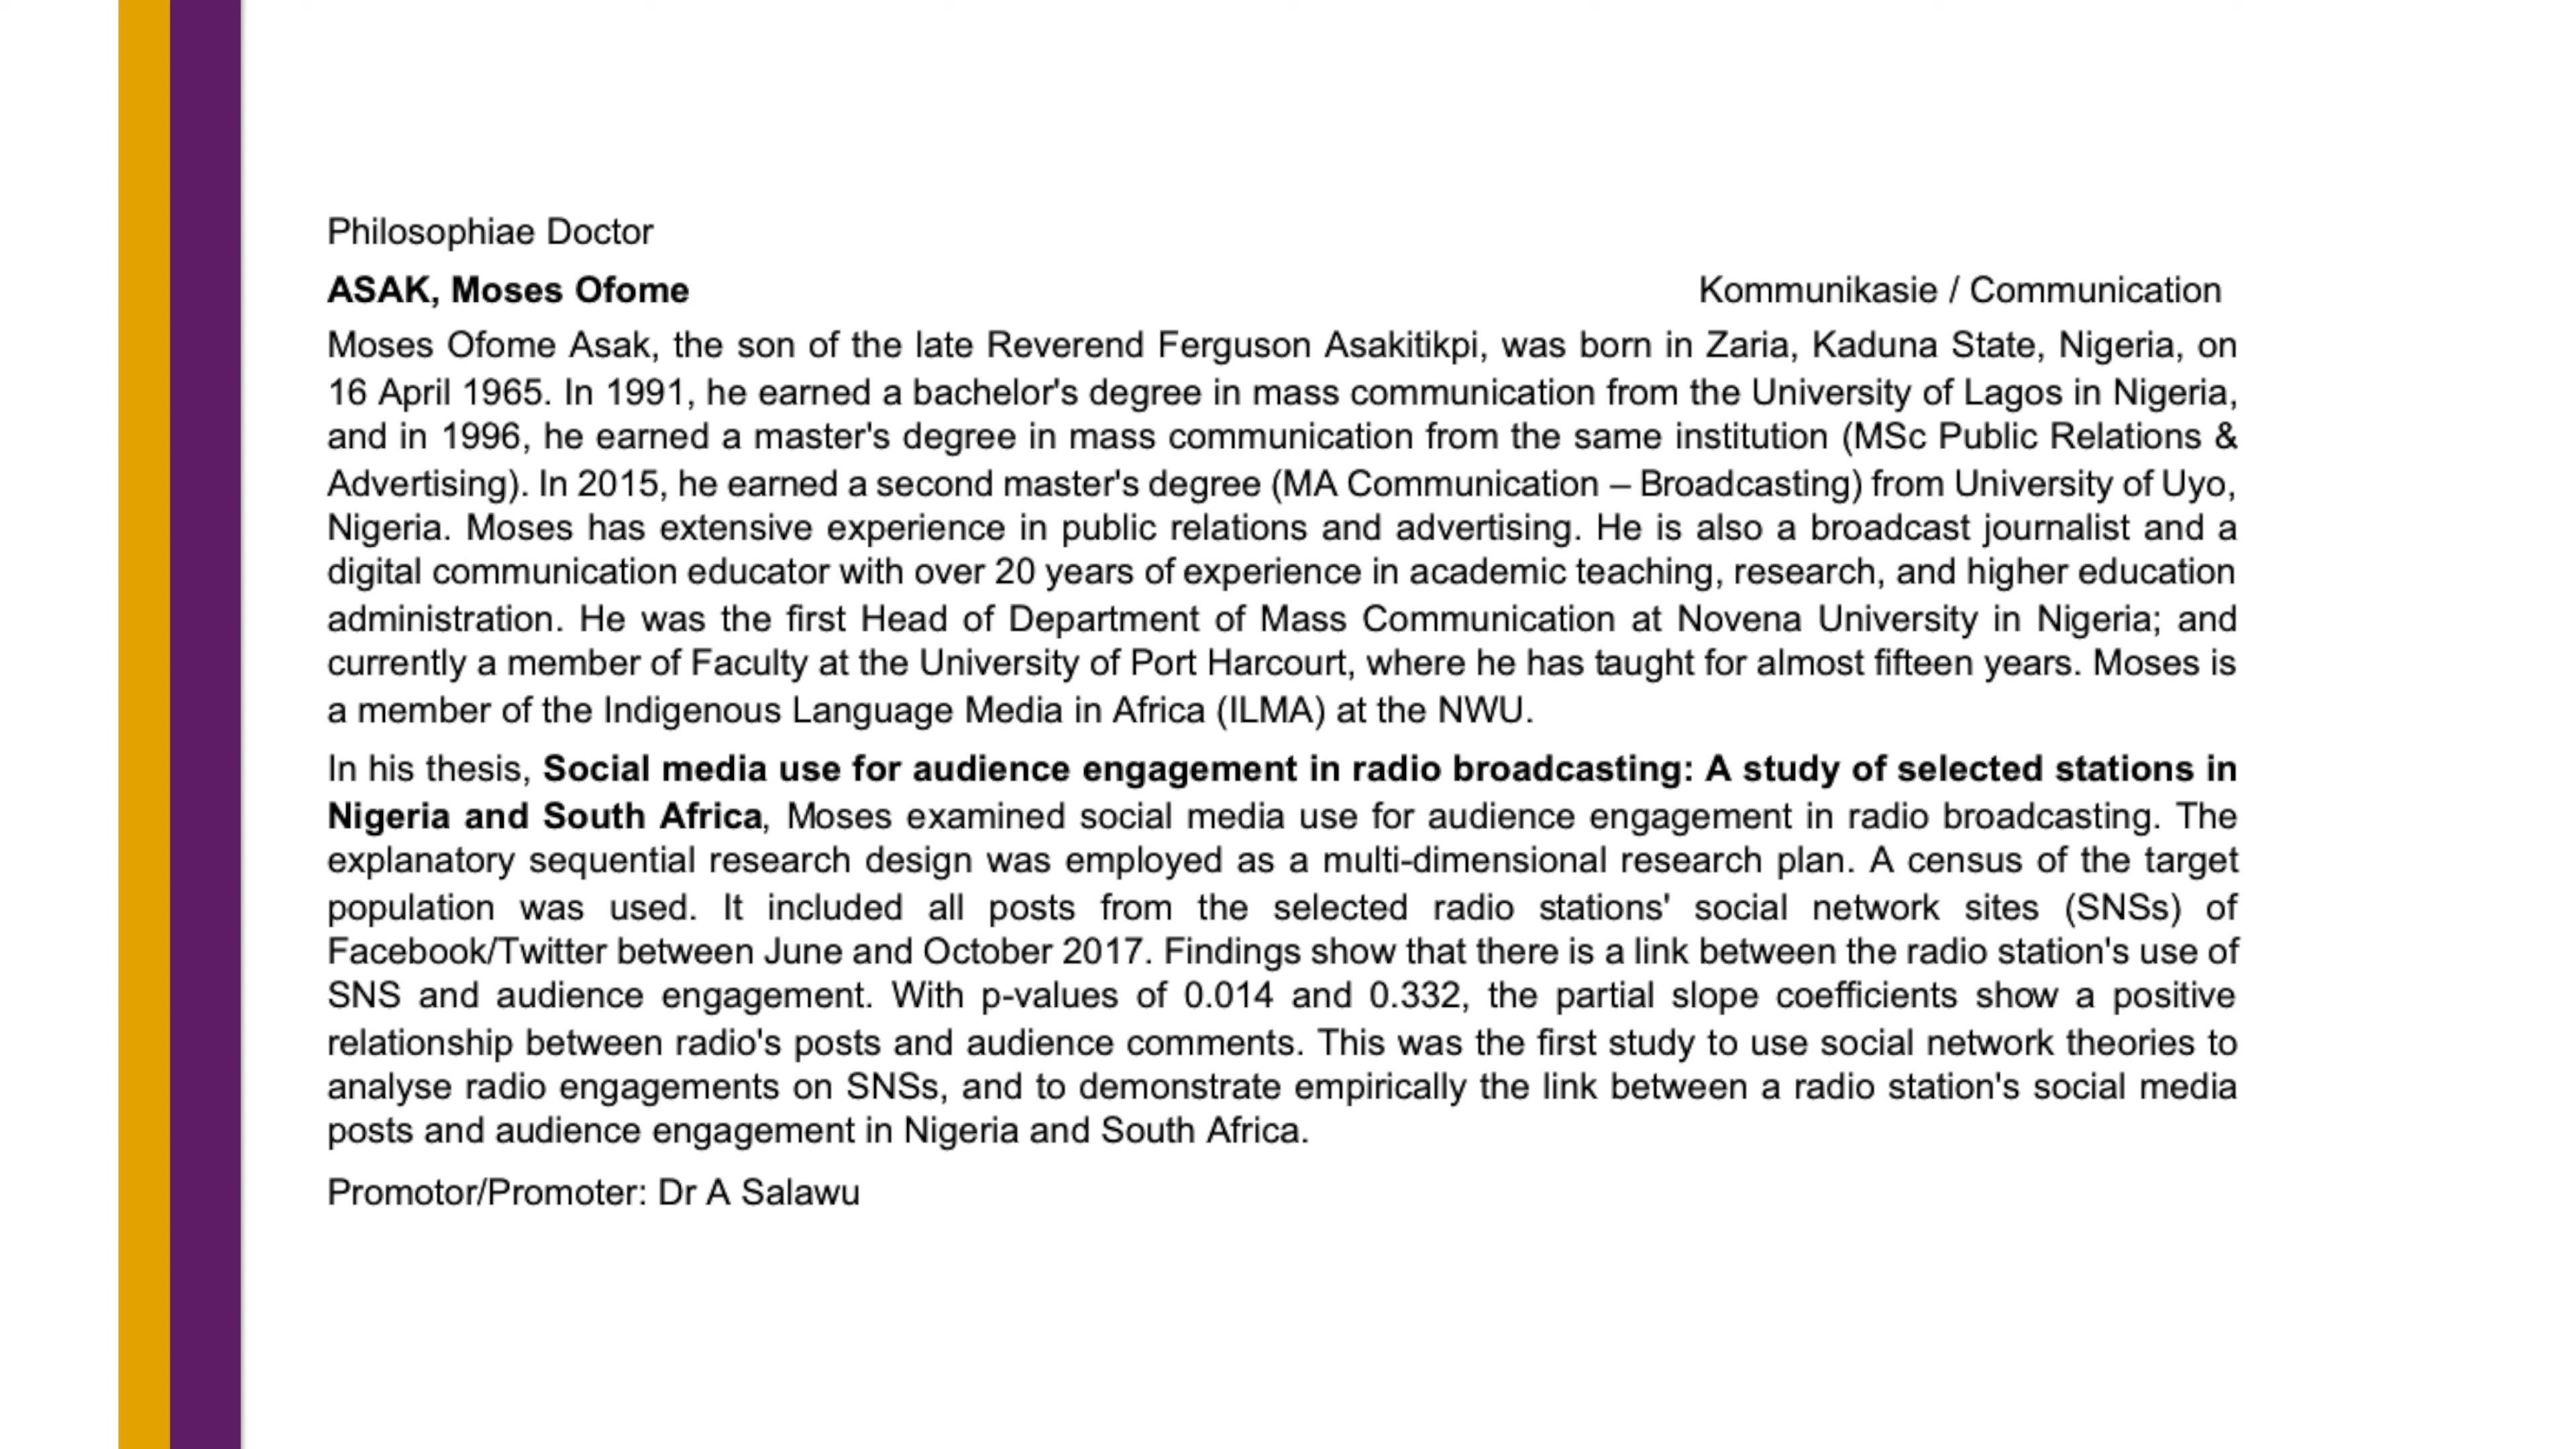 Philosophiae Doctor
ASAK, Moses Ofome Kommunikasie / Communication
Moses Ofome Asak, the son of the late Reverend Ferguson Asakitikpi, was born in Zaria, Kaduna State, Nigeria, on
16 April 1965. In 1991, he earned a bachelor's degree in mass communication from the University of Lagos in Nigeria,
and in 1996, he earned a master's degree in mass communication from the same institution (MSc Public Relations &
Advertising). In 2015, he earned a second master's degree (MA Communication – Broadcasting) from University of Uyo,
Nigeria. Moses has extensive experience in public relations and advertising. He is also a broadcast journalist and a
digital communication educator with over 20 years of experience in academic teaching, research, and higher education
administration. He was the first Head of Department of Mass Communication at Novena University in Nigeria; and
currently a member of Faculty at the University of Port Harcourt, where he has taught for almost fifteen years. Moses is
a member of the Indigenous Language Media in Africa (ILMA) at the NWU.
In his thesis, Social media use for audience engagement in radio broadcasting: A study of selected stations in
Nigeria and South Africa, Moses examined social media use for audience engagement in radio broadcasting. The
explanatory sequential research design was employed as a multi-dimensional research plan. A census of the target
population was used. It included all posts from the selected radio stations' social network sites (SNSs) of
Facebook/Twitter between June and October 2017. Findings show that there is a link between the radio station's use of
SNS and audience engagement. With p-values of 0.014 and 0.332, the partial slope coefficients show a positive
relationship between radio's posts and audience comments. This was the first study to use social network theories to
analyse radio engagements on SNSs, and to demonstrate empirically the link between a radio station's social media
posts and audience engagement in Nigeria and South Africa.
Promotor/Promoter: Dr A Salawu